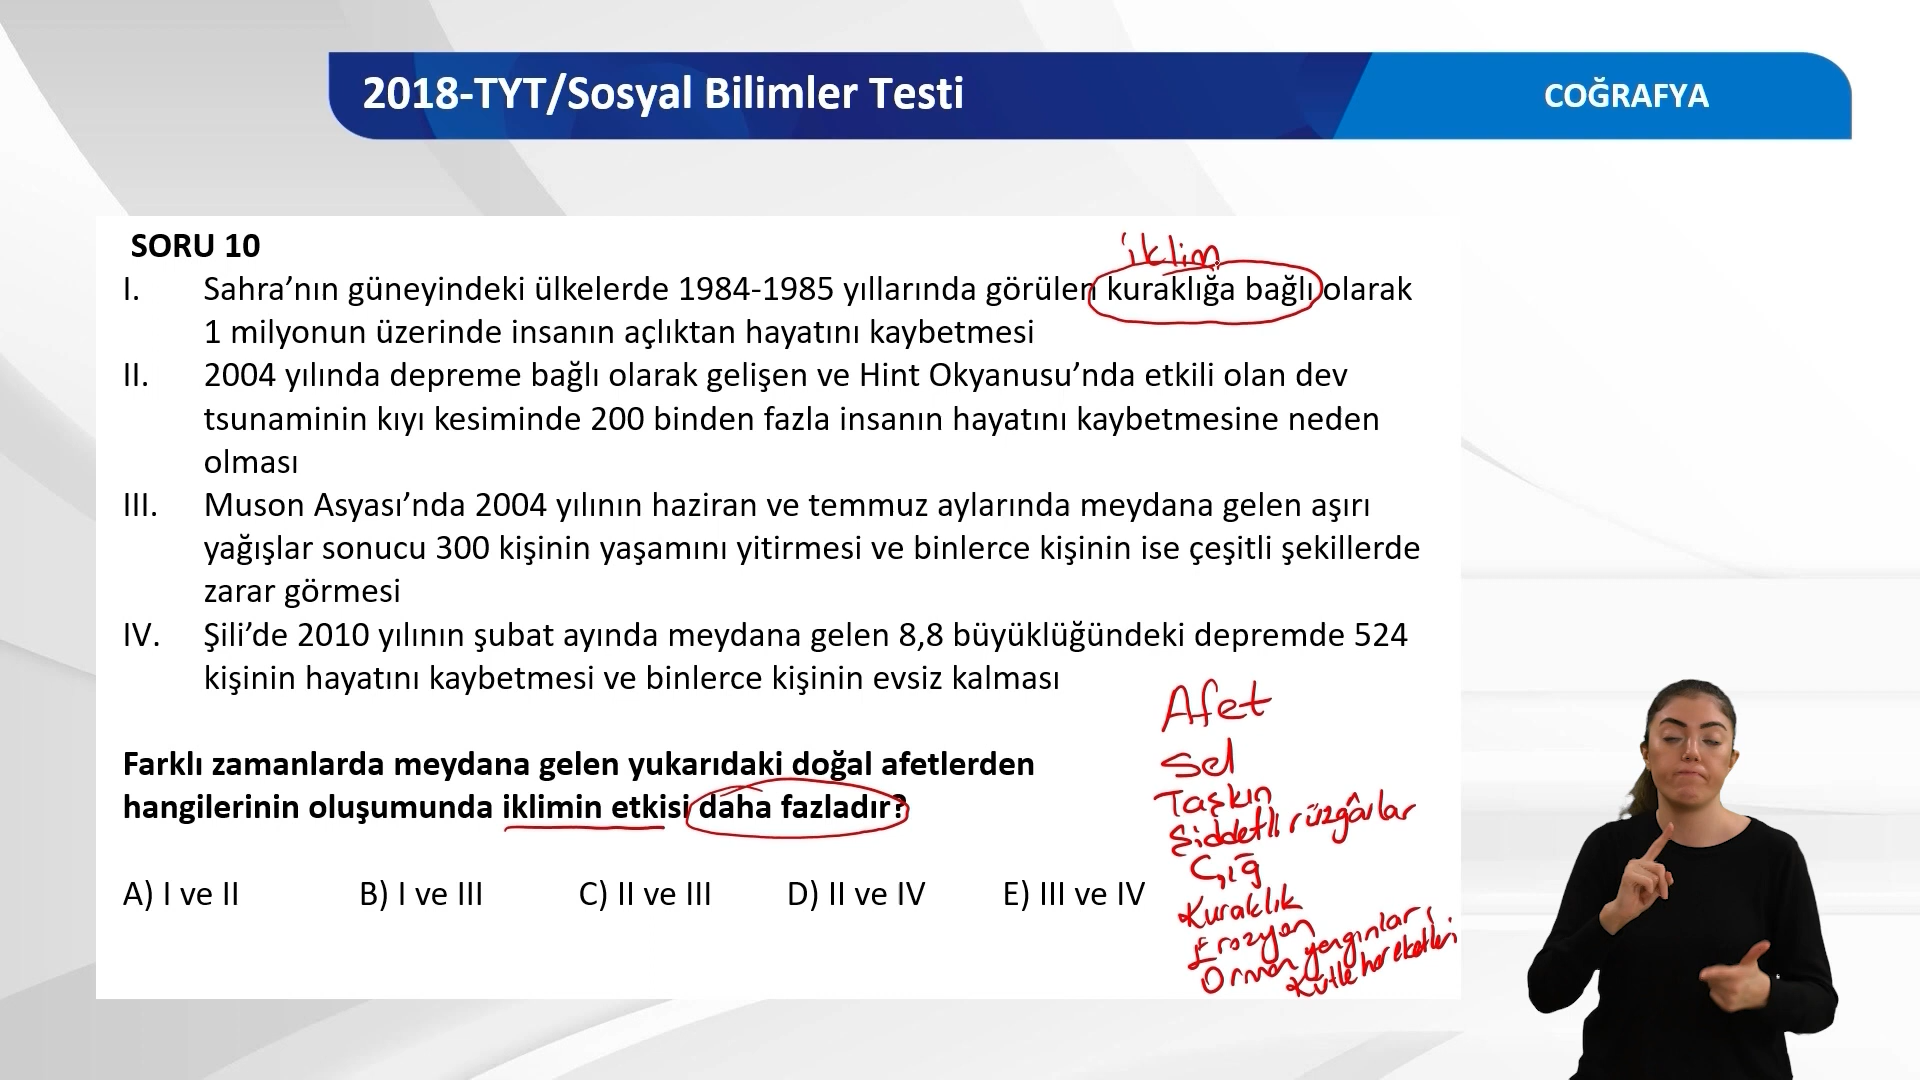 2018-TYT/Sosyal Bilimler Testi
COĞRAFYA
SORU 10
iklim
I. Sahra’nın güneyindeki ülkelerde 1984-1985 yıllarında görülen kuraklığa bağlı olarak
1 milyonun üzerinde insanın açlıktan hayatını kaybetmesi
II. 2004 yılında depreme bağlı olarak gelişen ve Hint Okyanusu’nda etkili olan dev
tsunaminin kıyı kesiminde 200 binden fazla insanın hayatını kaybetmesine neden
olması
III. Muson Asyası’nda 2004 yılının haziran ve temmuz aylarında meydana gelen aşırı
yağışlar sonucu 300 kişinin yaşamını yitirmesi ve binlerce kişinin ise çeşitli şekillerde
zarar görmesi
IV. Şili’de 2010 yılının şubat ayında meydana gelen 8,8 büyüklüğündeki depremde 524
kişinin hayatını kaybetmesi ve binlerce kişinin evsiz kalması
Farklı zamanlarda meydana gelen yukarıdaki doğal afetlerden
hangilerinin oluşumunda iklimin etkisi daha fazladır?
A) I ve II B) I ve III C) II ve III D) II ve IV E) III ve IV
Afet
Sel
Taşkın
Şiddetli rüzgârlar
Çığ
Kuraklık
Erozyon
Orman yangınları
Kütle hareketleri